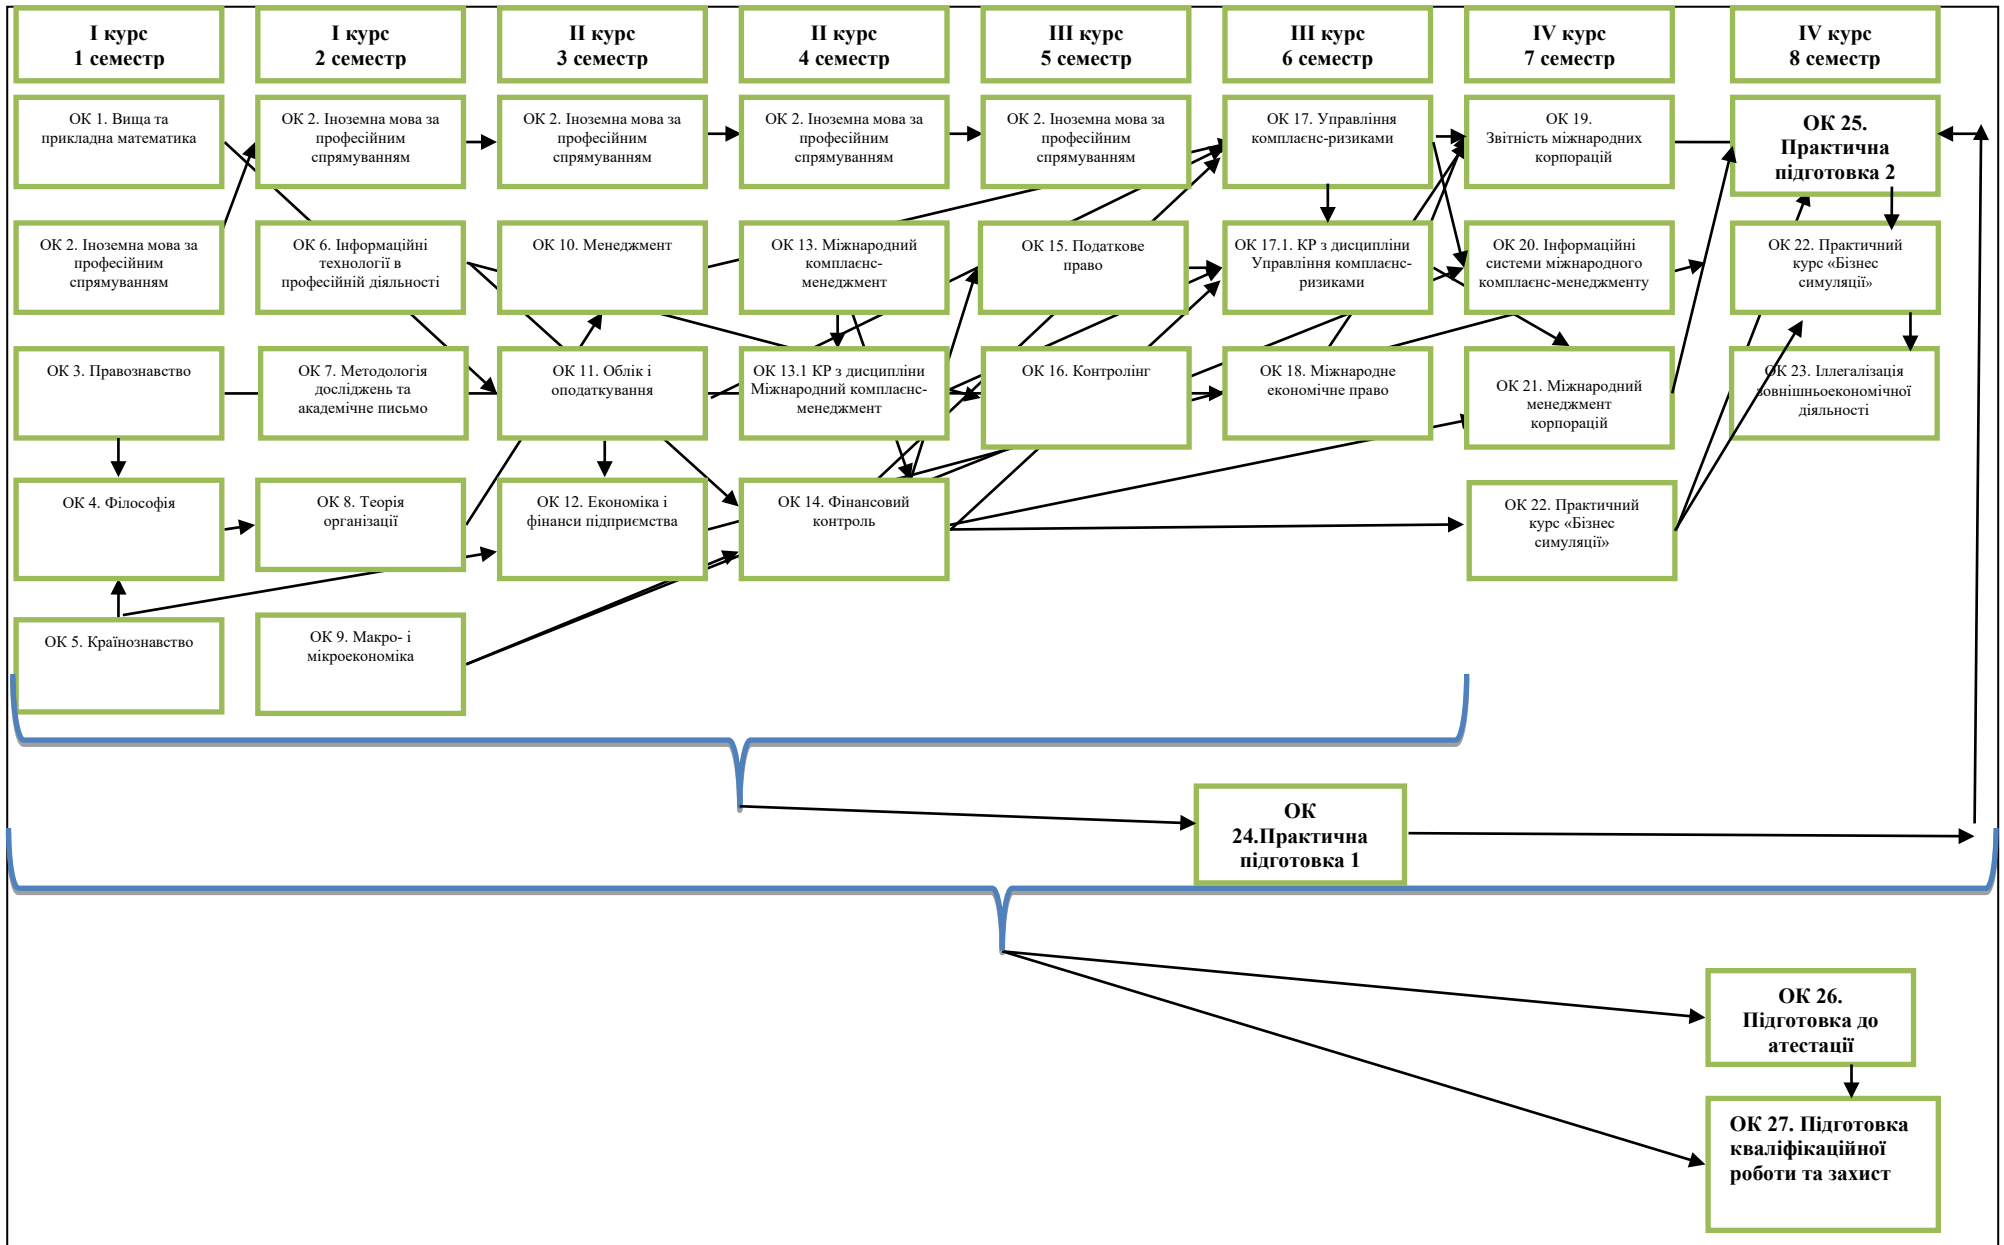 І курс
1 семестр
І курс
2 семестр
ІІ курс
3 семестр
ІІ курс
4 семестр
ІІІ курс
5 семестр
ІІІ курс
6 семестр
IV курс
7 семестр
IV курс
8 семестр
ОК 1. Вища та
прикладна математика
ОК 2. Іноземна мова за
професійним
спрямуванням
ОК 2. Іноземна мова за
професійним
спрямуванням
ОК 2. Іноземна мова за
професійним
спрямуванням
ОК 2. Іноземна мова за
професійним
спрямуванням
ОК 17. Управління
комплаєнс-ризиками
ОК 19.
Звітність міжнародних
корпорацій
ОК 25.
Практична
підготовка 2
ОК 2. Іноземна мова за
професійним
спрямуванням
ОК 6. Інформаційні
технології в
професійній діяльності
ОК 10. Менеджмент
ОК 13. Міжнародний
комплаєнс-
менеджмент
ОК 15. Податкове
право
ОК 17.1. КР з дисципліни
Управління комплаєнс-
ризиками
ОК 20. Інформаційні
системи міжнародного
комплаєнс-менеджменту
ОК 22. Практичний
курс «Бізнес
симуляції»
ОК 3. Правознавство
ОК 7. Методологія
досліджень та
академічне письмо
ОК 11. Облік і
оподаткування
ОК 13.1 КР з дисципліни
Міжнародний комплаєнс-
менеджмент
ОК 16. Контролінг
ОК 18. Міжнародне
економічне право
ОК 21. Міжнародний
менеджмент
корпорацій
ОК 23. Іллегалізація
зовнішньоекономічної
діяльності
ОК 4. Філософія
ОК 8. Теорія
організації
ОК 12. Економіка і
фінанси підприємства
ОК 14. Фінансовий
контроль
ОК 22. Практичний
курс «Бізнес
симуляції»
ОК 5. Країнознавство
ОК 9. Макро- і
мікроекономіка
ОК
24.Практична
підготовка 1
ОК 26.
Підготовка до
атестації
ОК 27. Підготовка
кваліфікаційної
роботи та захист